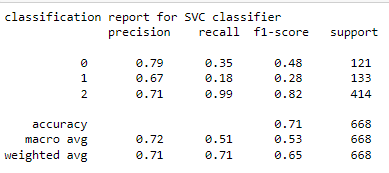 classification report for SVC classifier
precision recall f1-score support
0 0.79 0.35 0.48 121
1 0.67 0.18 0.28 133
2 0.71 0.99 0.82 414
accuracy 0.71 668
macro avg 0.72 0.51 0.53 668
weighted avg 0.71 0.71 0.65 668